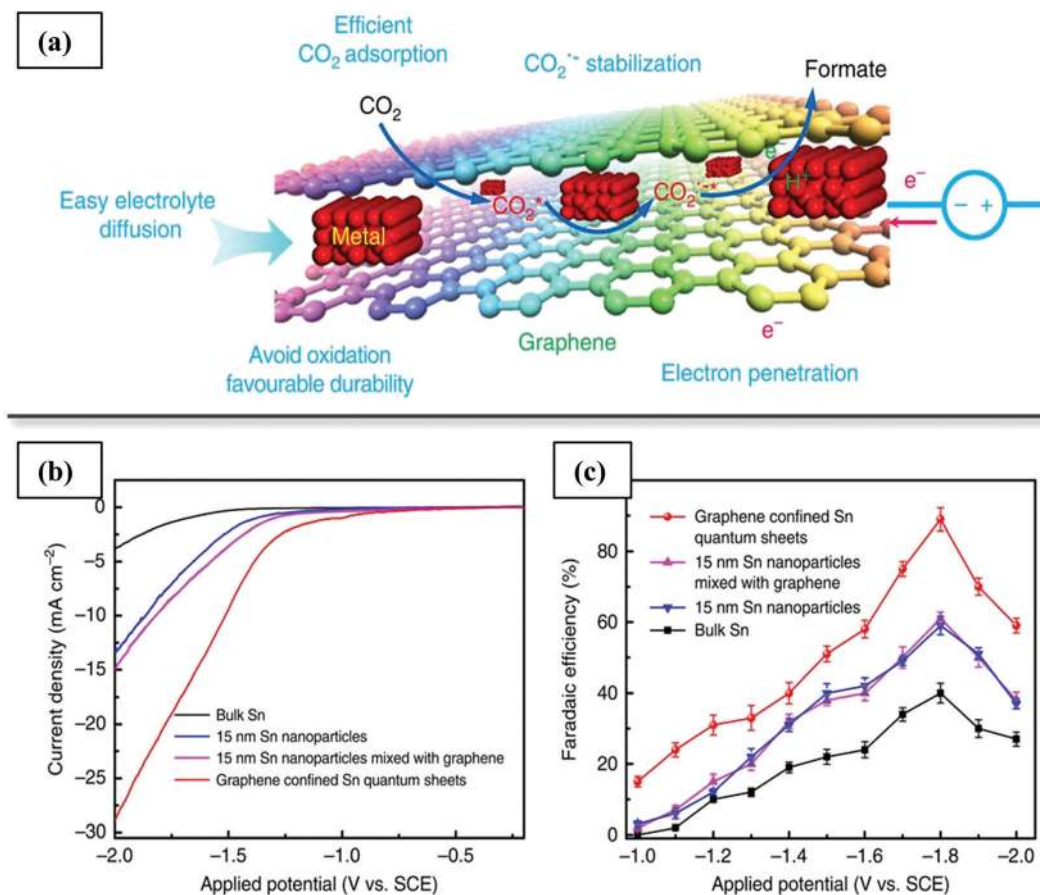 (a)
Efficient
CO₂ adsorption
CO₂•⁻ stabilization
Formate
CO₂
e⁻
H⁺
CO₂*
CO₂•⁻*
e⁻
− +
Easy electrolyte
diffusion
Metal
Graphene
e⁻
Avoid oxidation
favourable durability
Electron penetration
(b)
0
−5
−10
−15
−20
−25
−30
Current density (mA cm⁻²)
Bulk Sn
15 nm Sn nanoparticles
15 nm Sn nanoparticles mixed with graphene
Graphene confined Sn quantum sheets
−2.0 −1.5 −1.0 −0.5
Applied potential (V vs. SCE)
(c)
80
60
40
20
0
Faradaic efficiency (%)
Graphene confined Sn
quantum sheets
15 nm Sn nanoparticles
mixed with graphene
15 nm Sn nanoparticles
Bulk Sn
−1.0 −1.2 −1.4 −1.6 −1.8 −2.0
Applied potential (V vs. SCE)